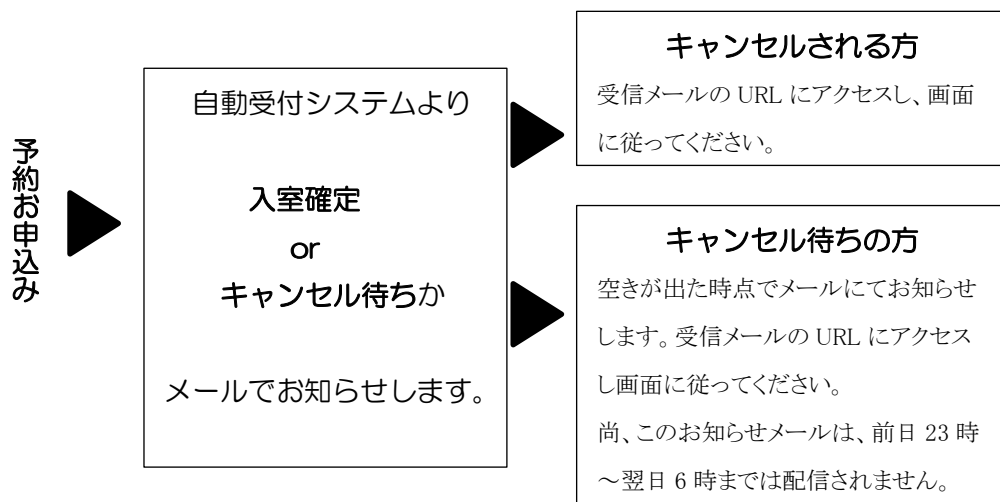 予約お申込み
自動受付システムより
入室確定
or
キャンセル待ちか
メールでお知らせします。
キャンセルされる方
受信メールの URL にアクセスし、画面
に従ってください。
キャンセル待ちの方
空きが出た時点でメールにてお知らせ
します。受信メールの URL にアクセス
し画面に従ってください。
尚、このお知らせメールは、前日 23 時
～翌日 6 時までは配信されません。